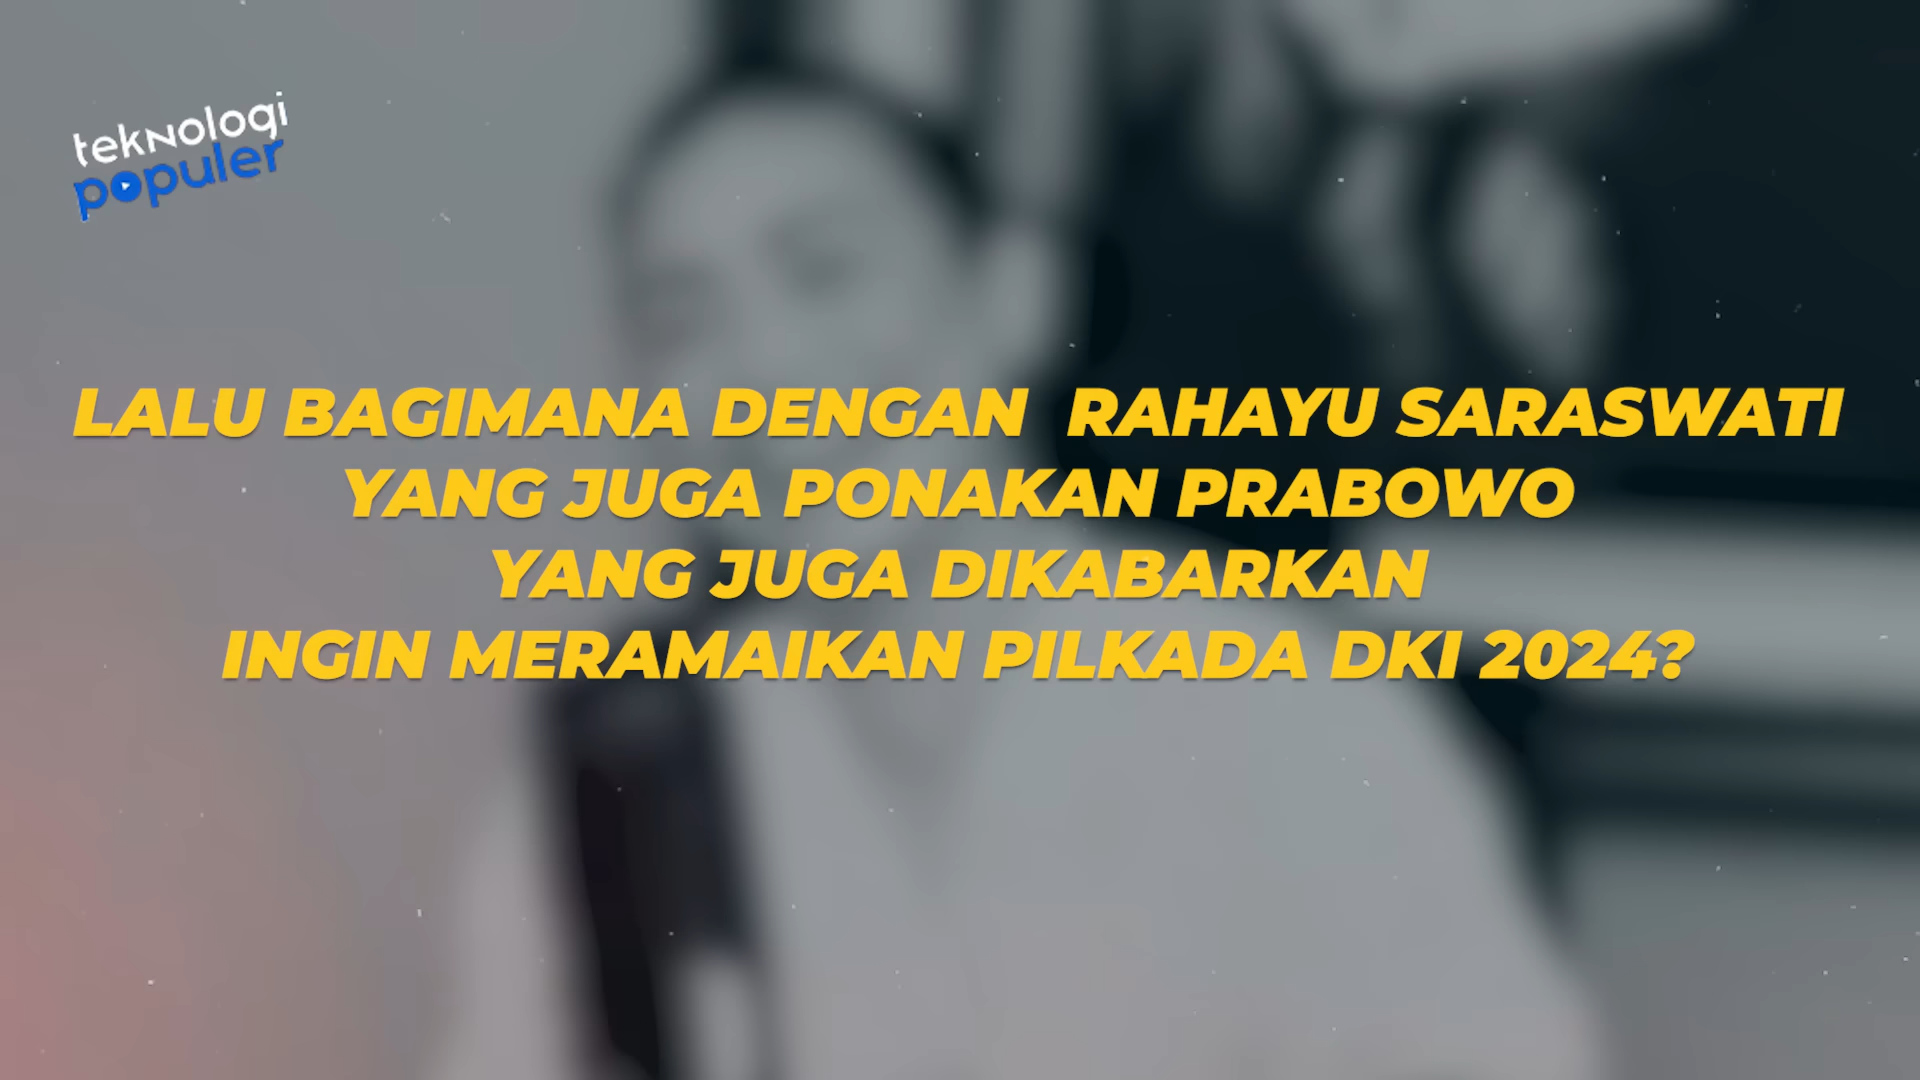 teknologi
populer
LALU BAGIMANA DENGAN RAHAYU SARASWATI
YANG JUGA PONAKAN PRABOWO
YANG JUGA DIKABARKAN
INGIN MERAMAIKAN PILKADA DKI 2024?